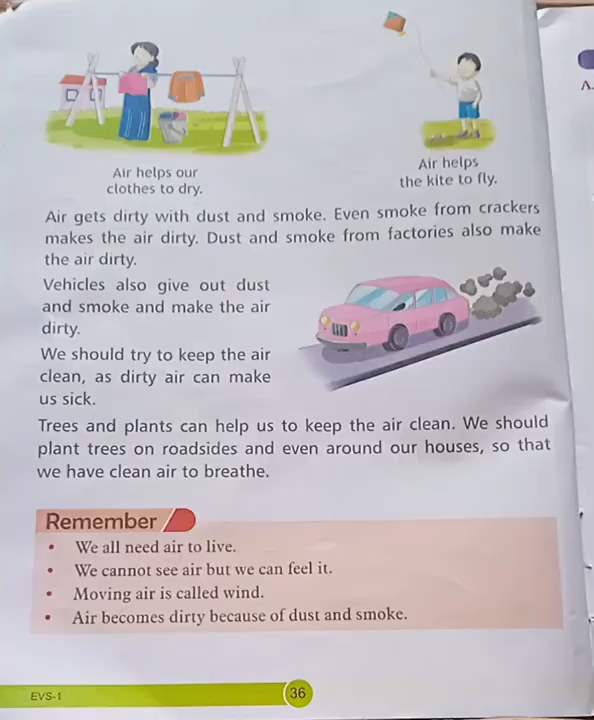 Air helps our
clothes to dry.
Air helps
the kite to fly.
Air gets dirty with dust and smoke. Even smoke from crackers
makes the air dirty. Dust and smoke from factories also make
the air dirty.
Vehicles also give out dust
and smoke and make the air
dirty.
We should try to keep the air
clean, as dirty air can make
us sick.
Trees and plants can help us to keep the air clean. We should
plant trees on roadsides and even around our houses, so that
we have clean air to breathe.
Remember
• We all need air to live.
• We cannot see air but we can feel it.
• Moving air is called wind.
• Air becomes dirty because of dust and smoke.
EVS-1
36
A.